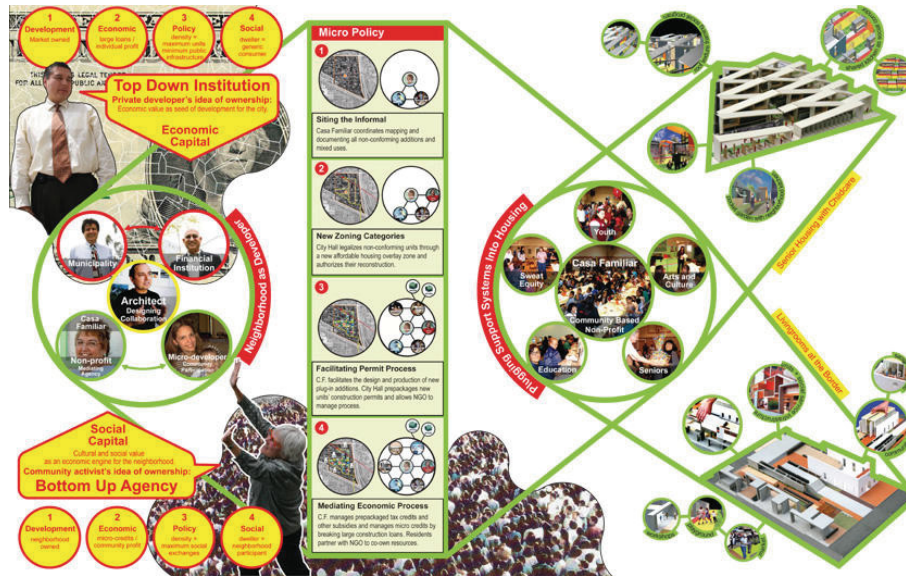 1
Development
Market owned
2
Economic
large loans /
individual profit
3
Policy
density =
maximum units
minimum public
infrastructure
4
Social
dweller =
generic
consumer
Top Down Institution
Private developer's idea of ownership:
Economic value as seed of development for the city.
Economic
Capital
Municipality
Financial
Institution
Architect
Designing
Collaboration
Casa
Familiar
Non-profit
Mediating
Agency
Micro-developer
Neighborhood as Developer
Social
Capital
Cultural and social value
as an economic engine for the neighborhood
Community activist's idea of ownership:
Bottom Up Agency
1
Development
neighborhood
owned
2
Economic
micro-credits /
community profit
3
Policy
density =
maximum social
exchanges
4
Social
dweller =
neighborhood
participant
Micro Policy
1
Siting the Informal
Casa Familiar coordinates mapping and
documenting all non-conforming additions and
mixed uses.
2
New Zoning Categories
City Hall legalizes non-conforming units through
a new affordable housing overlay zone and
authorizes their reconstruction.
3
Facilitating Permit Process
C.F. facilitates the design and production of new
plug-in additions. City Hall prepackages new
units' construction permits and allows NGO to
manage process.
4
Mediating Economic Process
C.F. manages prepackaged tax credits and
other subsidies and manages micro credits by
breaking large construction loans. Residents
partner with NGO to co-own resources.
Plugging Support Systems Into Housing
Youth
Sweat
Equity
Casa Familiar
Community Based
Non-Profit
Arts and
Culture
Education
Seniors
Senior Housing with Childcare
Livingrooms at the Border